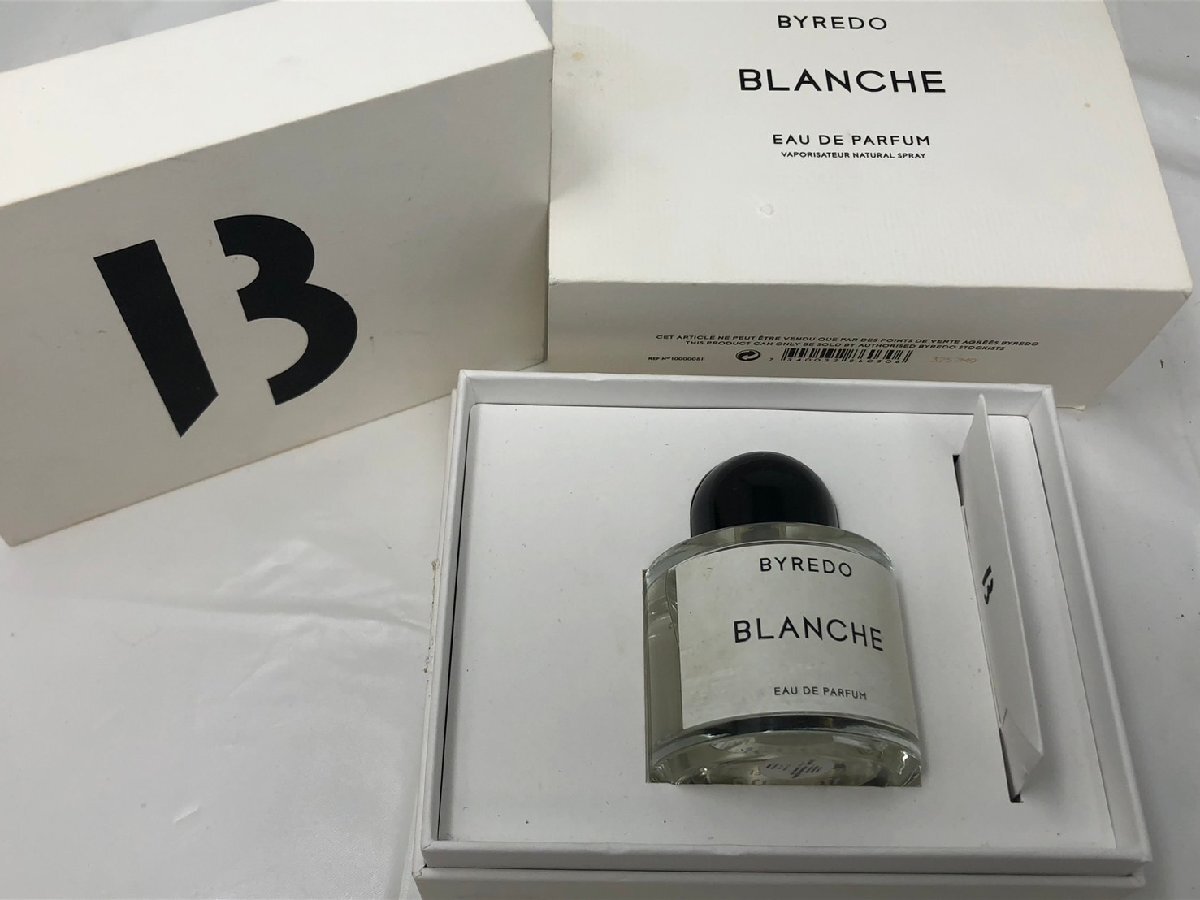 B
BYREDO
BLANCHE
EAU DE PARFUM
VAPORISATEUR NATURAL SPRAY
CET ARTICLE NE PEUT ÊTRE VENDU QUE PAR DES POINTS DE VENTE AGRÉÉS BYREDO
THIS PRODUCT CAN ONLY BE SOLD BY AUTHORISED BYREDO STOCKISTS
BYREDO
BLANCHE
EAU DE PARFUM
B